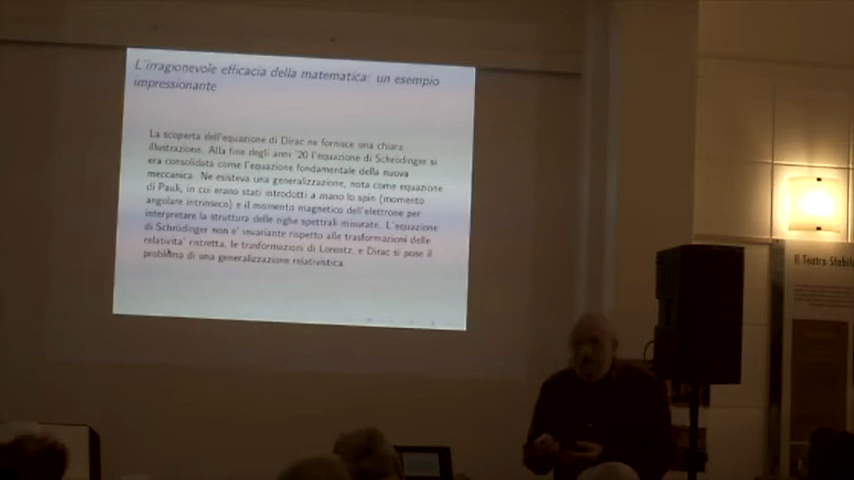 L'irragionevole efficacia della matematica: un esempio
impressionante
La scoperta dell'equazione di Dirac ne fornisce una chiara
illustrazione. Alla fine degli anni '20 l'equazione di Schrödinger si
era consolidata come l'equazione fondamentale della nuova
meccanica. Ne esisteva una generalizzazione, nota come equazione
di Pauli, in cui erano stati introdotti a mano lo spin (momento
angolare intrinseco) e il momento magnetico dell'elettrone per
interpretare la struttura delle righe spettrali misurate. L'equazione
di Schrödinger non e' invariante rispetto alle trasformazioni delle
relativita' ristretta, le trasformazioni di Lorentz, e Dirac si pose il
problema di una generalizzazione relativistica.
Il Teatro Stabile